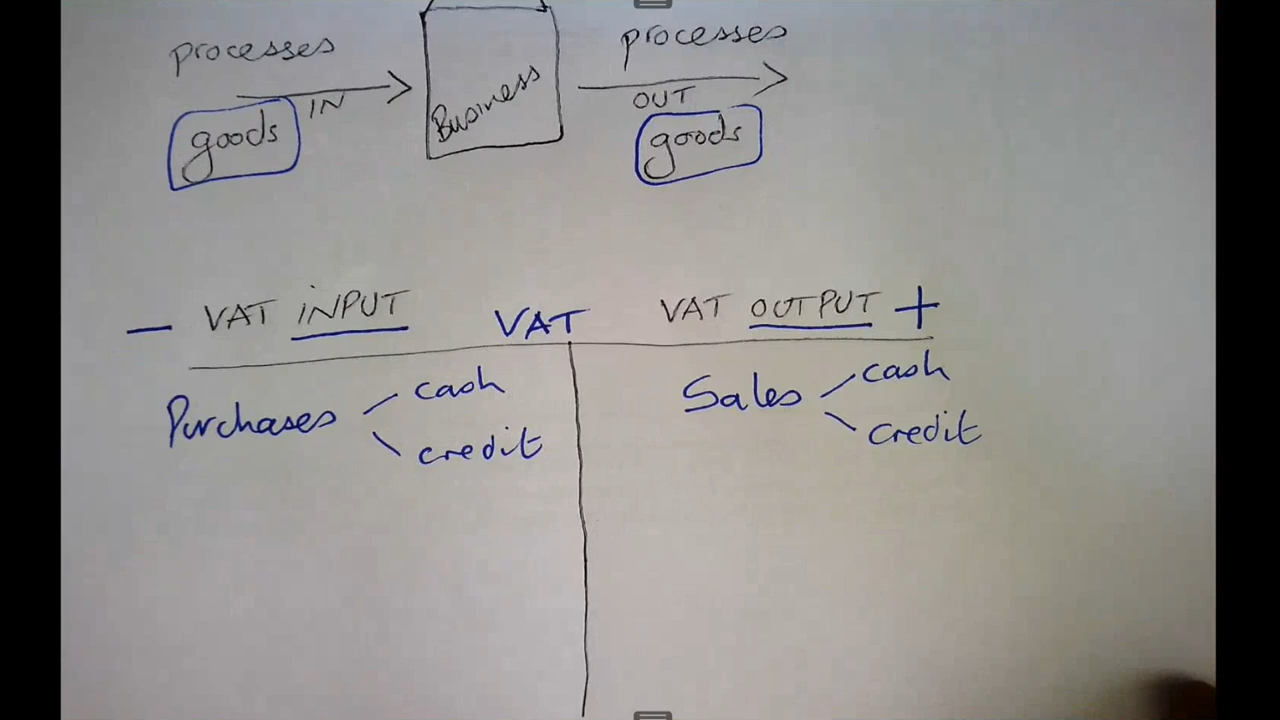 processes
IN
goods
Business
processes
OUT
goods
– VAT INPUT
VAT
VAT OUTPUT +
Purchases
cash
credit
Sales
cash
credit